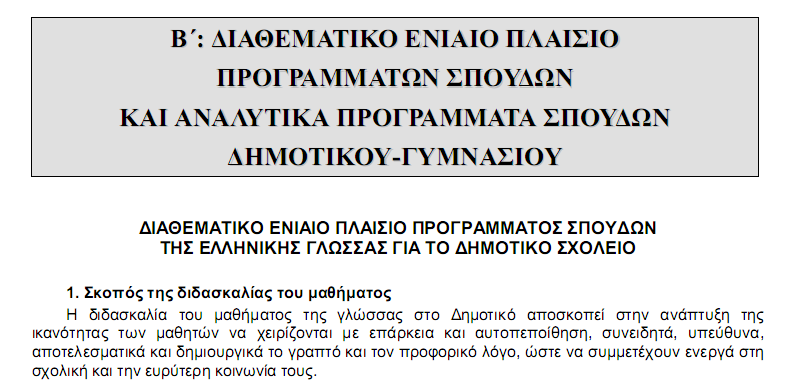 Β΄: ΔΙΑΘΕΜΑΤΙΚΟ ΕΝΙΑΙΟ ΠΛΑΙΣΙΟ
ΠΡΟΓΡΑΜΜΑΤΩΝ ΣΠΟΥΔΩΝ
ΚΑΙ ΑΝΑΛΥΤΙΚΑ ΠΡΟΓΡΑΜΜΑΤΑ ΣΠΟΥΔΩΝ
ΔΗΜΟΤΙΚΟΥ-ΓΥΜΝΑΣΙΟΥ
ΔΙΑΘΕΜΑΤΙΚΟ ΕΝΙΑΙΟ ΠΛΑΙΣΙΟ ΠΡΟΓΡΑΜΜΑΤΟΣ ΣΠΟΥΔΩΝ
ΤΗΣ ΕΛΛΗΝΙΚΗΣ ΓΛΩΣΣΑΣ ΓΙΑ ΤΟ ΔΗΜΟΤΙΚΟ ΣΧΟΛΕΙΟ
1. Σκοπός της διδασκαλίας του μαθήματος
Η διδασκαλία του μαθήματος της γλώσσας στο Δημοτικό αποσκοπεί στην ανάπτυξη της
ικανότητας των μαθητών να χειρίζονται με επάρκεια και αυτοπεποίθηση, συνειδητά, υπεύθυνα,
αποτελεσματικά και δημιουργικά το γραπτό και τον προφορικό λόγο, ώστε να συμμετέχουν ενεργά στη
σχολική και την ευρύτερη κοινωνία τους.